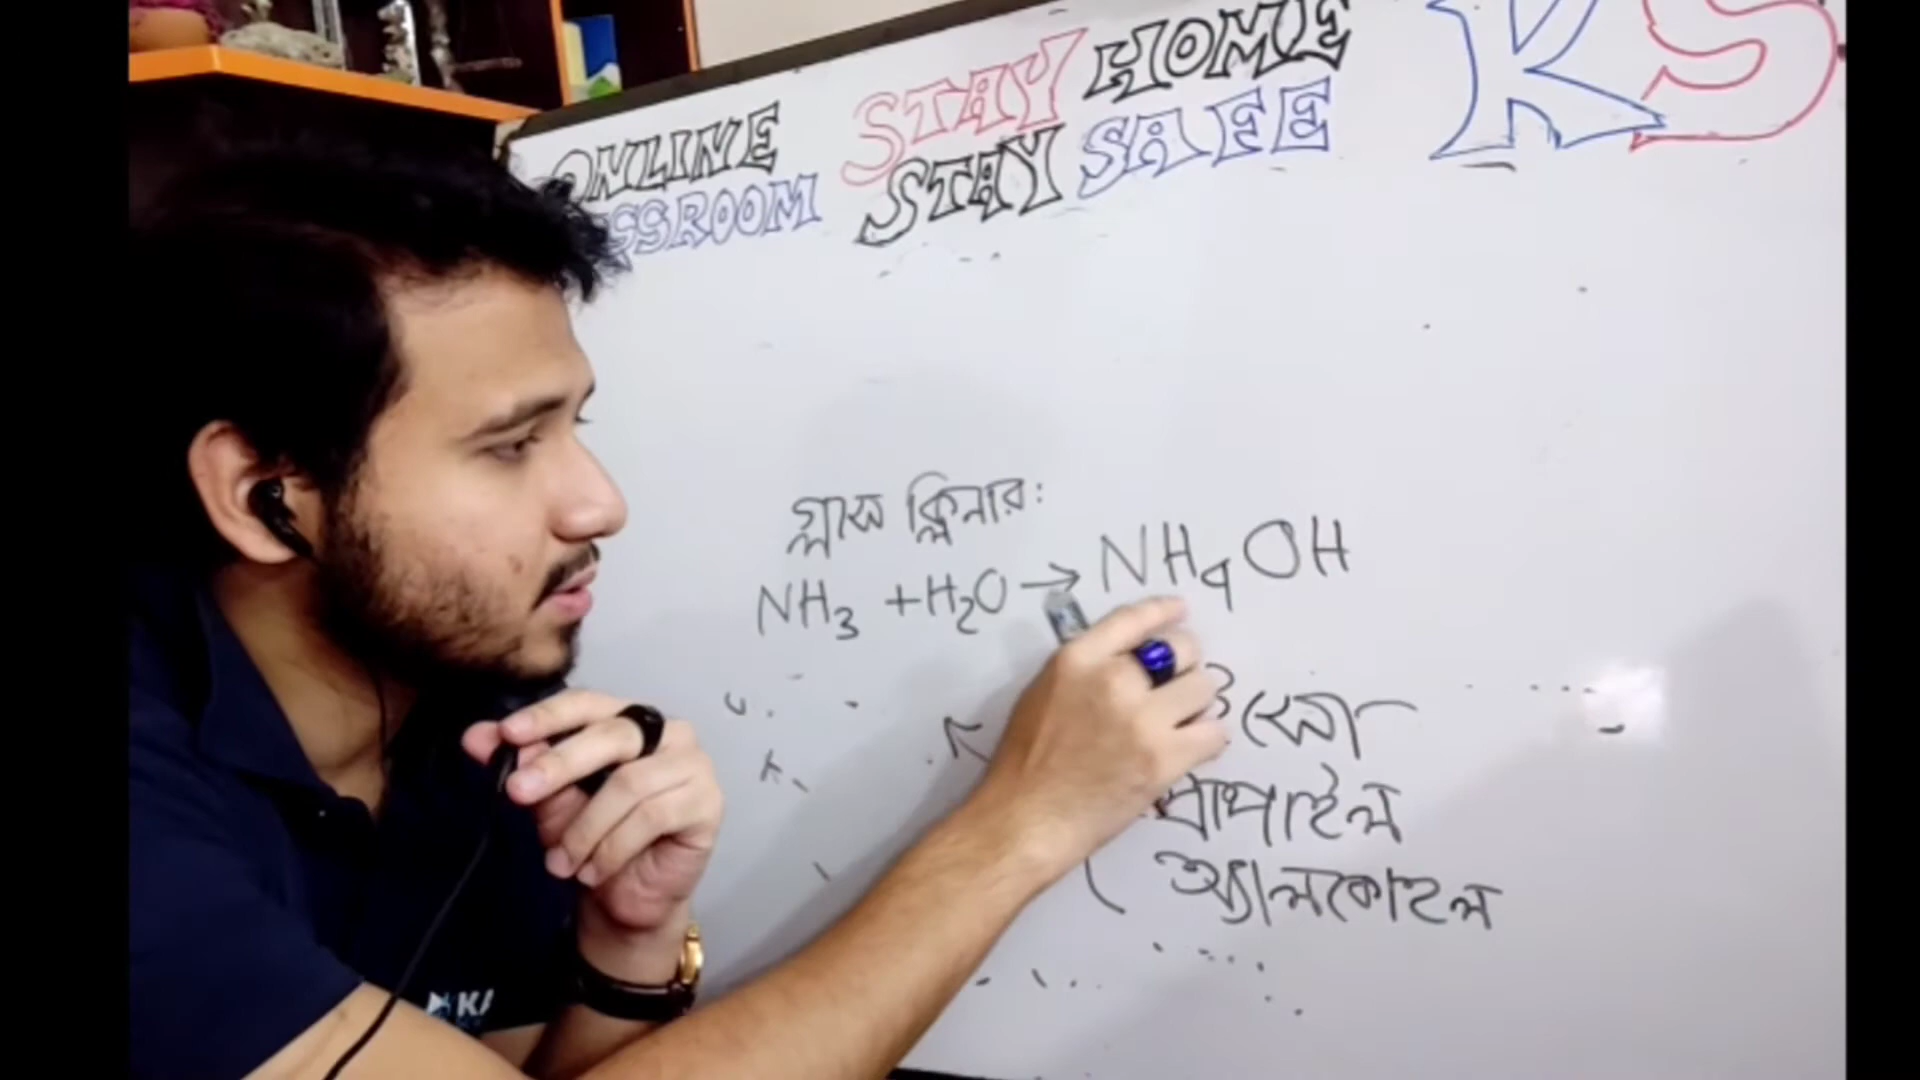 ONLINE STAY HOME KS
STAY SAFE
গ্লাস ক্লিনার:
NH3 + H2O → NH4OH
প্রোপাইল
অ্যালকোহল